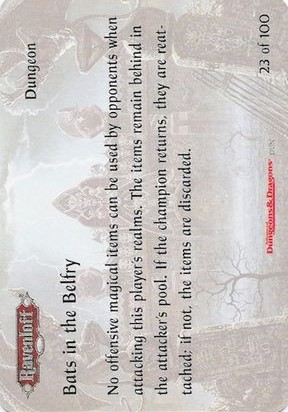 Ravenloft
Dungeon
Bats in the Belfry
No offensive magical items can be used by opponents when
attacking this player's realms. The items remain behind in
the attacker's pool. If the champion returns, they are reat-
tached; if not, the items are discarded.
Dungeons & Dragons
23 of 100